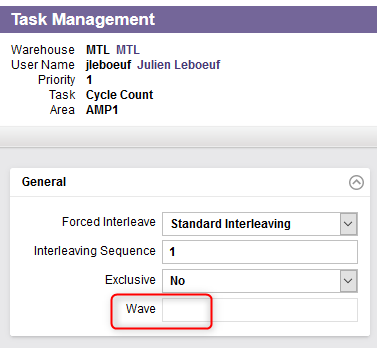 Task Management
Warehouse MTL MTL
User Name jleboeuf Julien Leboeuf
Priority 1
Task Cycle Count
Area AMP1
General
Forced Interleave Standard Interleaving
Interleaving Sequence 1
Exclusive No
Wave